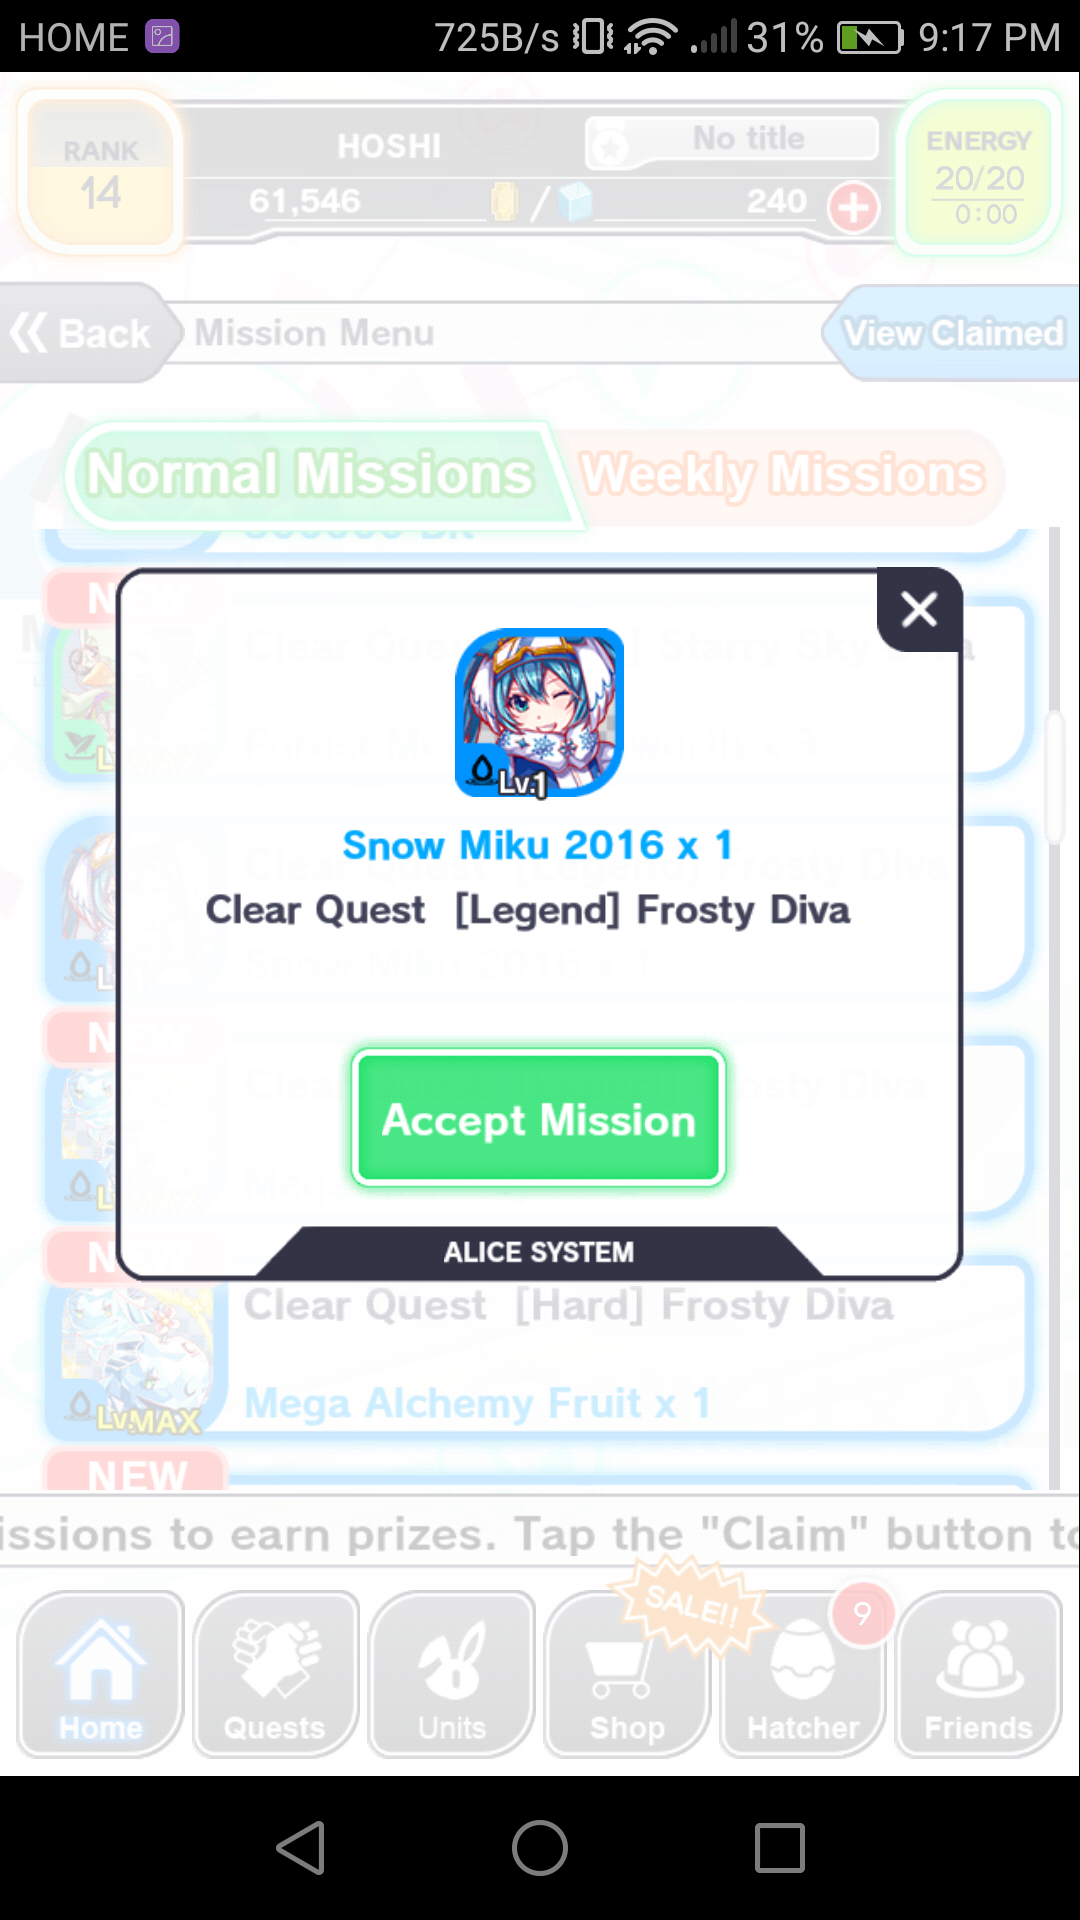 HOME 725B/s 31% 9:17 PM
RANK
14
HOSHI
No title
61,546 / 240
ENERGY
20/20
0:00
Back
Mission Menu
View Claimed
Normal Missions
Weekly Missions
Lv.1
Snow Miku 2016 x 1
Clear Quest [Legend] Frosty Diva
Accept Mission
ALICE SYSTEM
Clear Quest [Hard] Frosty Diva
Mega Alchemy Fruit x 1
Lv.MAX
NEW
issions to earn prizes. Tap the "Claim" button to
SALE!!
9
Home
Quests
Units
Shop
Hatcher
Friends